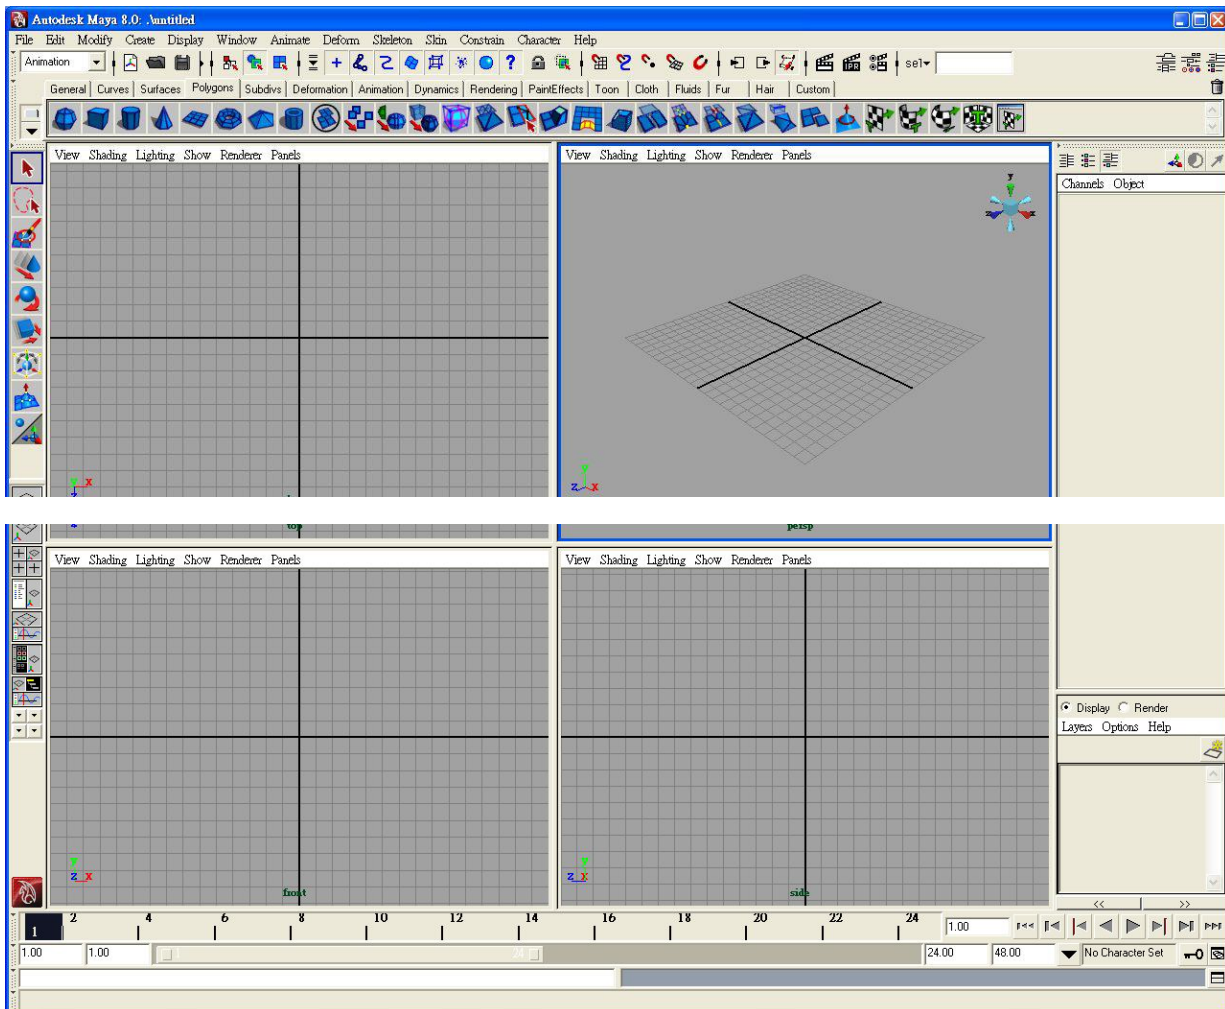 Autodesk Maya 8.0: .\untitled
File Edit Modify Create Display Window Animate Deform Skeleton Skin Constrain Character Help
Animation sel
General Curves Surfaces Polygons Subdivs Deformation Animation Dynamics Rendering PaintEffects Toon Cloth Fluids Fur Hair Custom
View Shading Lighting Show Renderer Panels
View Shading Lighting Show Renderer Panels
Channels Object
y
z x
y x
z
y
z x
top
persp
View Shading Lighting Show Renderer Panels
View Shading Lighting Show Renderer Panels
Display Render
Layers Options Help
y
z x
front
y
z x
side
<< >>
1 2 4 6 8 10 12 14 16 18 20 22 24 1.00
1.00 1.00 1 24 24.00 48.00 No Character Set